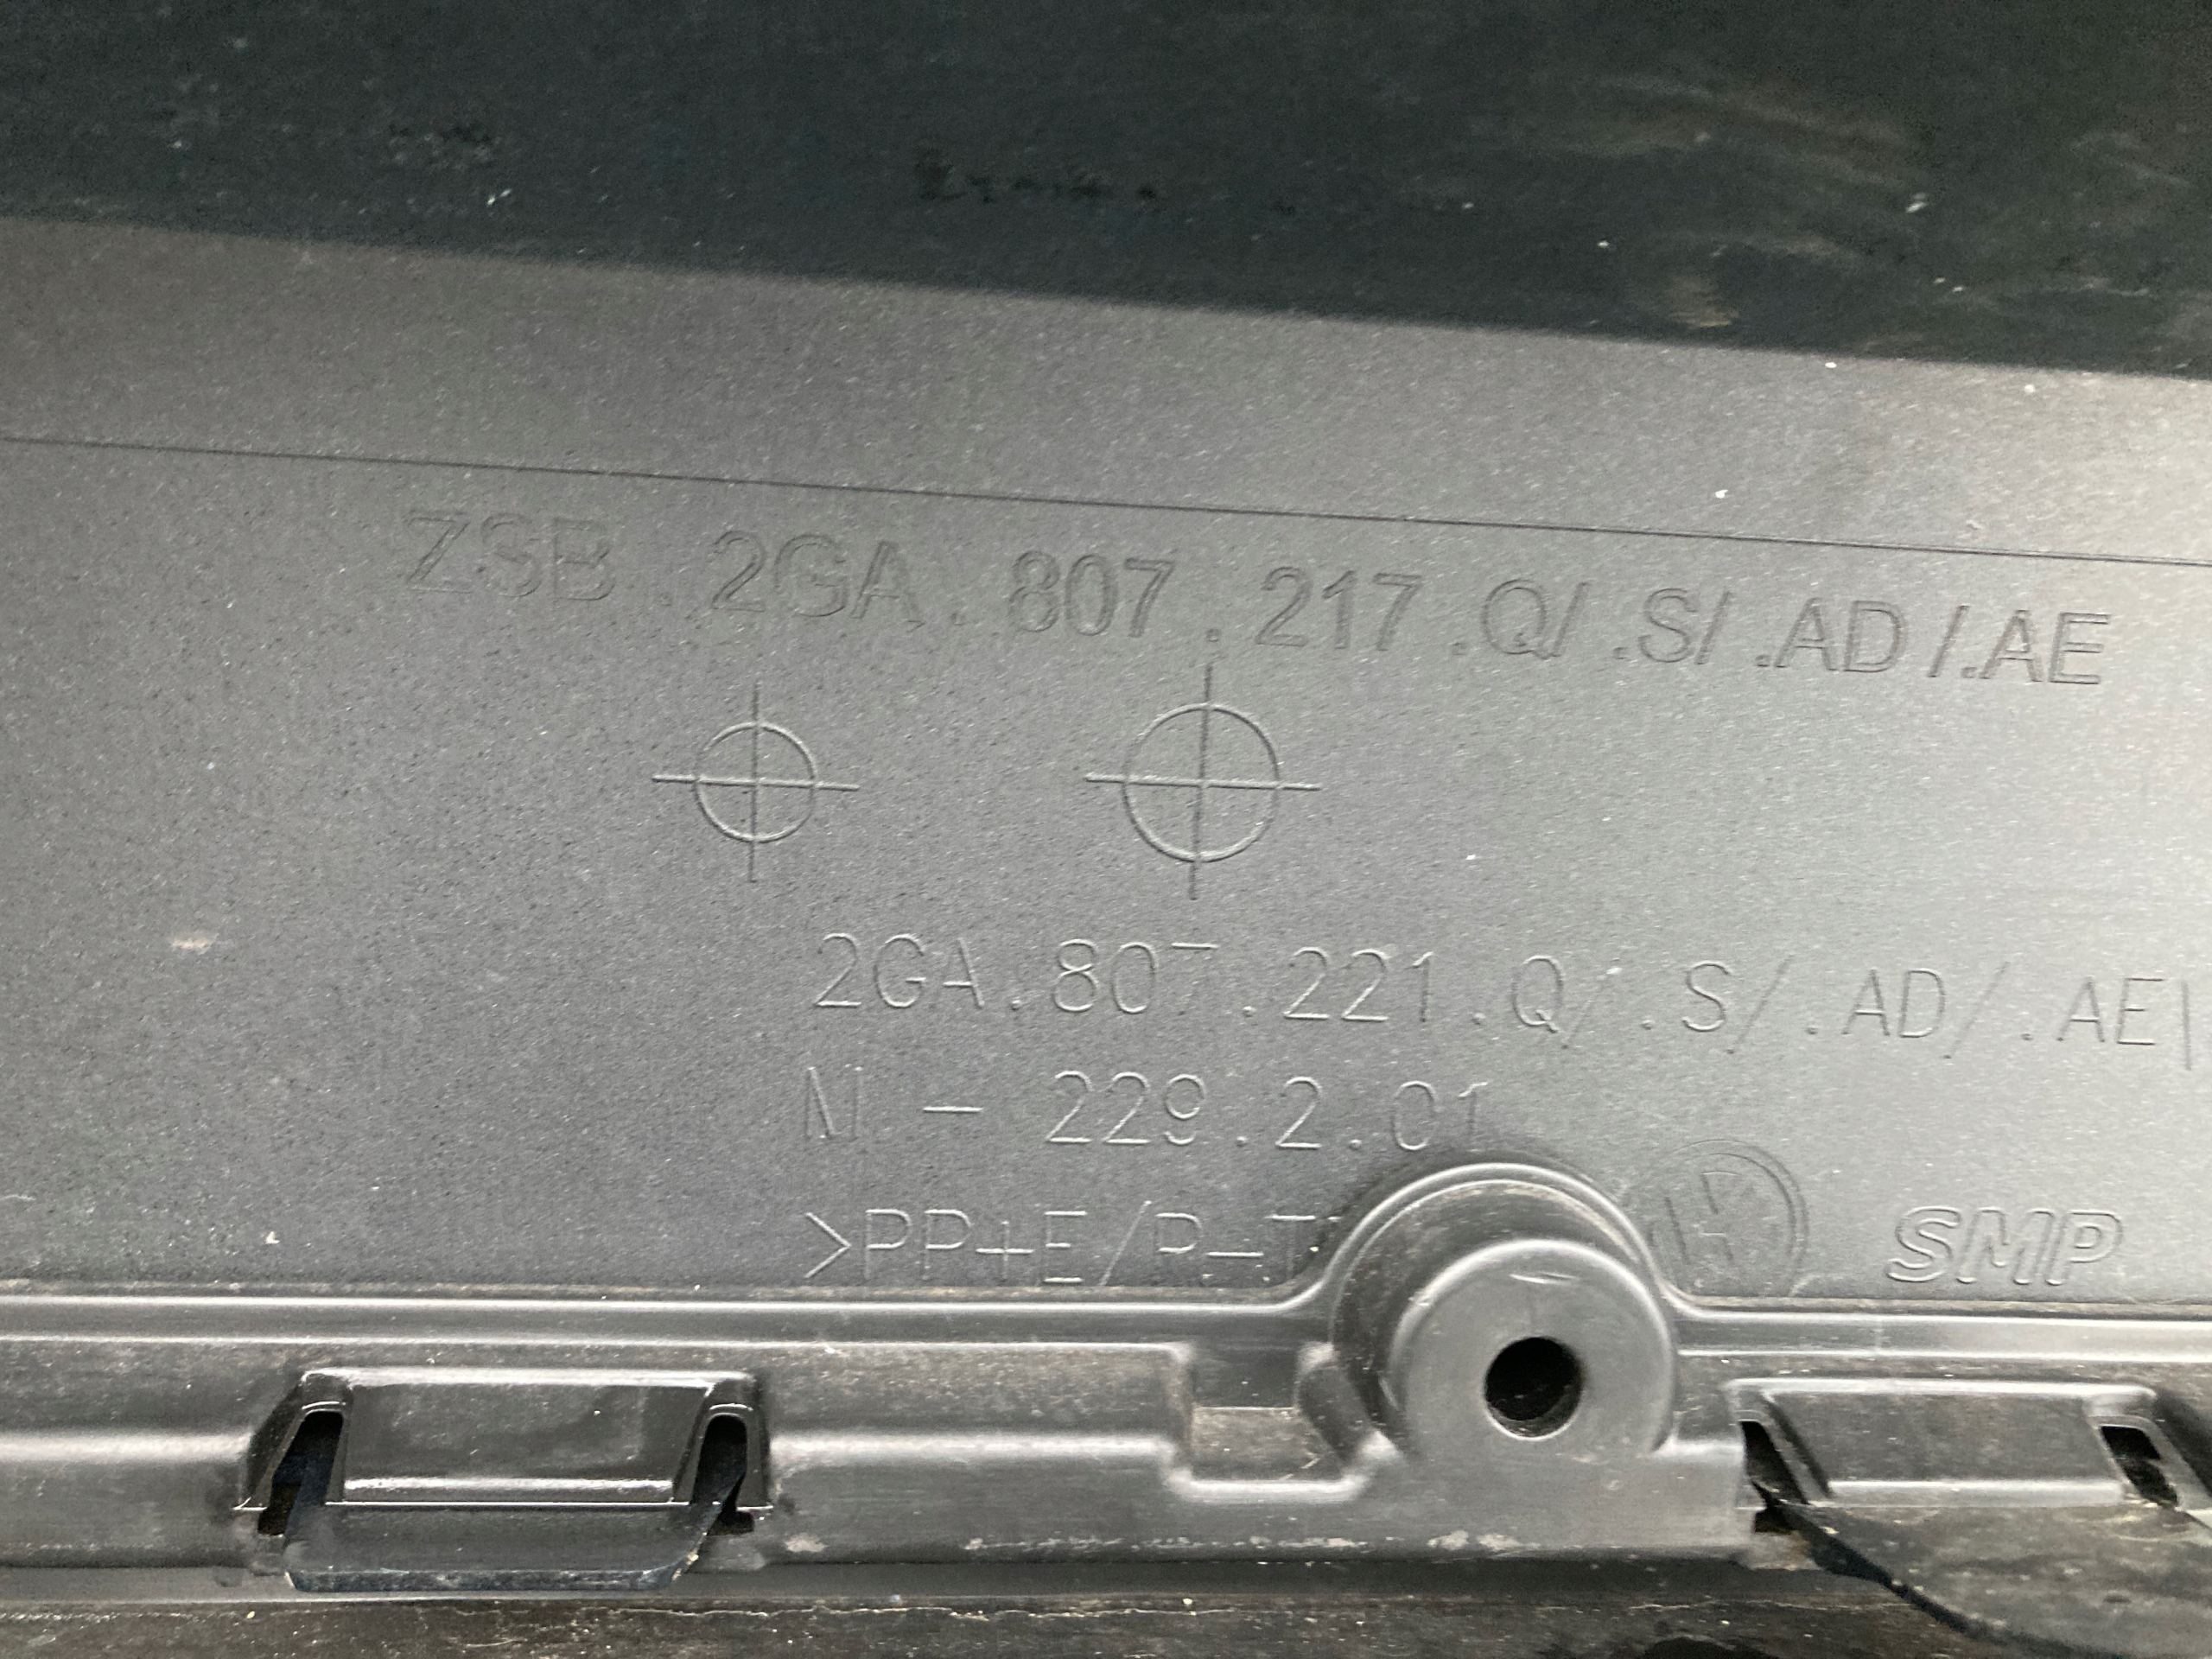 ZSB . 2GA . 807 . 217 .Q/ .S/ .AD /.AE
2GA . 807 . 221 . Q/ . S/ . AD/ . AE|
M - 229 . 2 . 01
>PP+E/P-T
SMP